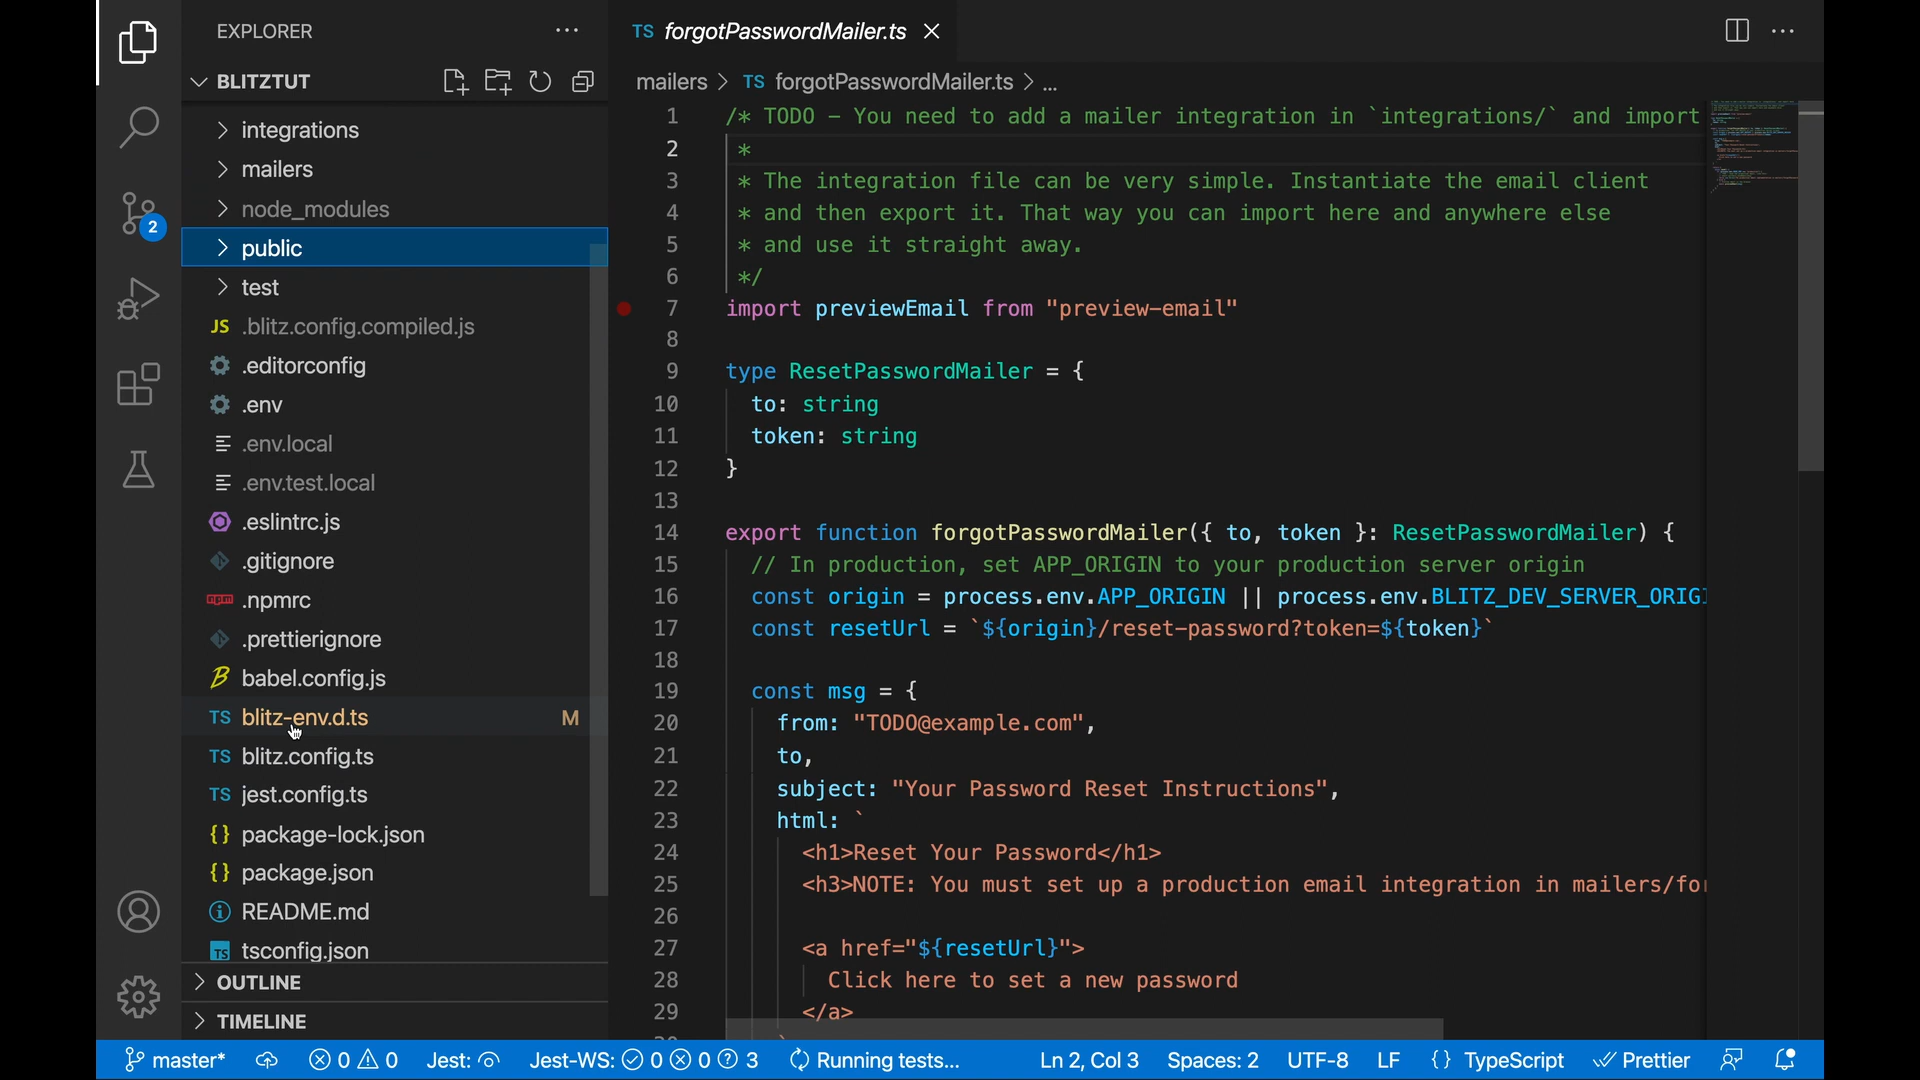 EXPLORER
BLITZTUT
integrations
mailers
node_modules
public
test
JS .blitz.config.compiled.js
.editorconfig
.env
.env.local
.env.test.local
.eslintrc.js
.gitignore
npm .npmrc
.prettierignore
babel.config.js
TS blitz-env.d.ts M
TS blitz.config.ts
TS jest.config.ts
{} package-lock.json
{} package.json
README.md
TS tsconfig.json
OUTLINE
TIMELINE
2
TS forgotPasswordMailer.ts
mailers > TS forgotPasswordMailer.ts > ...
1 /* TODO – You need to add a mailer integration in `integrations/` and import
2 *
3 * The integration file can be very simple. Instantiate the email client
4 * and then export it. That way you can import here and anywhere else
5 * and use it straight away.
6 */
7 import previewEmail from "preview-email"
8
9 type ResetPasswordMailer = {
10 to: string
11 token: string
12 }
13
14 export function forgotPasswordMailer({ to, token }: ResetPasswordMailer) {
15 // In production, set APP_ORIGIN to your production server origin
16 const origin = process.env.APP_ORIGIN || process.env.BLITZ_DEV_SERVER_ORIGI
17 const resetUrl = `${origin}/reset-password?token=${token}`
18
19 const msg = {
20 from: "TODO@example.com",
21 to,
22 subject: "Your Password Reset Instructions",
23 html: `
24 <h1>Reset Your Password</h1>
25 <h3>NOTE: You must set up a production email integration in mailers/for
26
27 <a href="${resetUrl}">
28 Click here to set a new password
29 </a>
master* 0 0 Jest: Jest-WS: 0 0 3 Running tests... Ln 2, Col 3 Spaces: 2 UTF-8 LF {} TypeScript Prettier